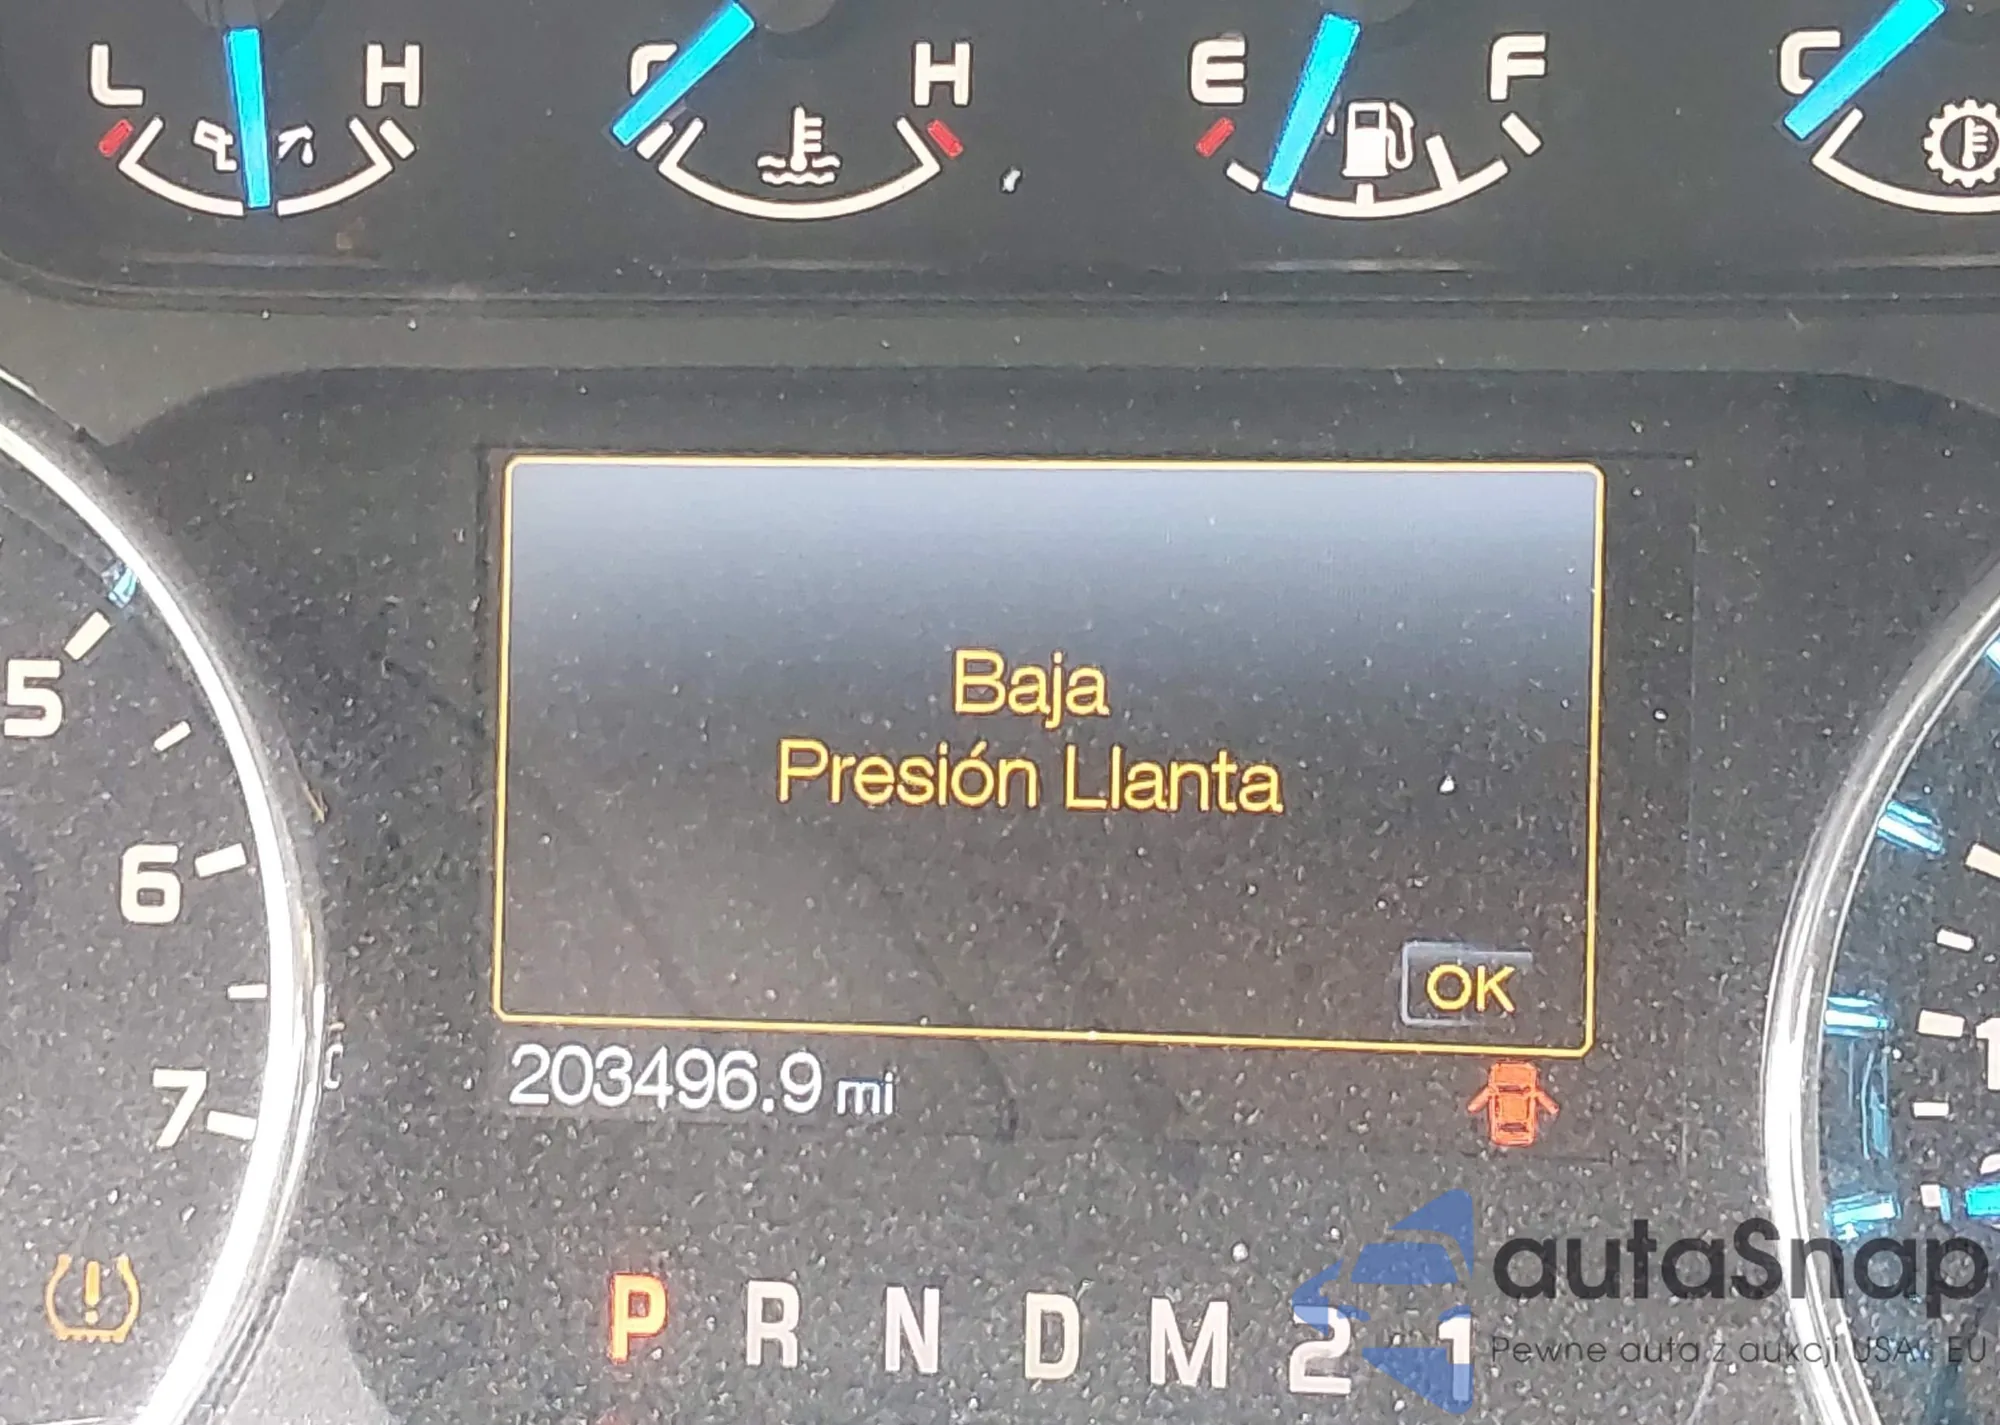 L H C H E F C
5
Baja
Presión Llanta
6
OK
203496.9 mi
7
P R N D M 2 1
autaSnap
Pewne auta z aukcji USA i EU